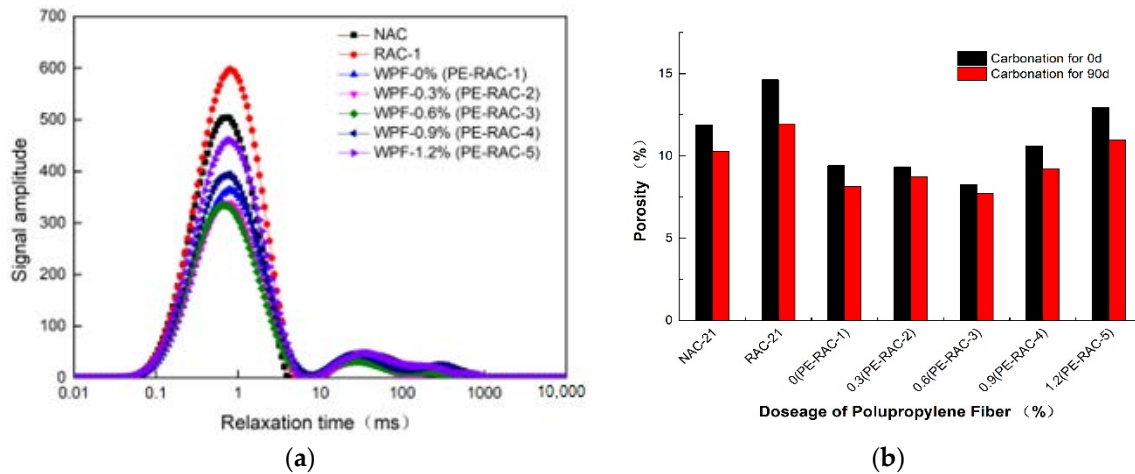 700
600
500
400
300
200
100
0
Signal amplitude
NAC
RAC-1
WPF-0% (PE-RAC-1)
WPF-0.3% (PE-RAC-2)
WPF-0.6% (PE-RAC-3)
WPF-0.9% (PE-RAC-4)
WPF-1.2% (PE-RAC-5)
0.01 0.1 1 10 100 1000 10,000
Relaxation time（ms）
(a)
15
10
5
0
Porosity （%）
Carbonation for 0d
Carbonation for 90d
NAC-21
RAC-21
0(PE-RAC-1)
0.3(PE-RAC-2)
0.6(PE-RAC-3)
0.9(PE-RAC-4)
1.2(PE-RAC-5)
Doseage of Polupropylene Fiber （%）
(b)